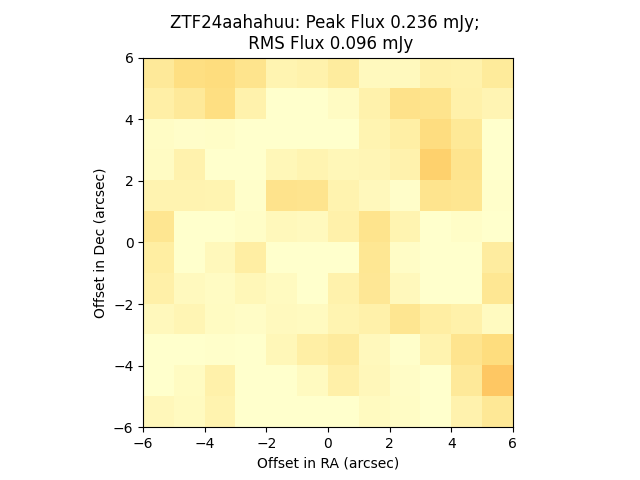 ZTF24aahahuu: Peak Flux 0.236 mJy;
RMS Flux 0.096 mJy
6
4
2
0
−2
−4
−6
Offset in Dec (arcsec)
−6 −4 −2 0 2 4 6
Offset in RA (arcsec)